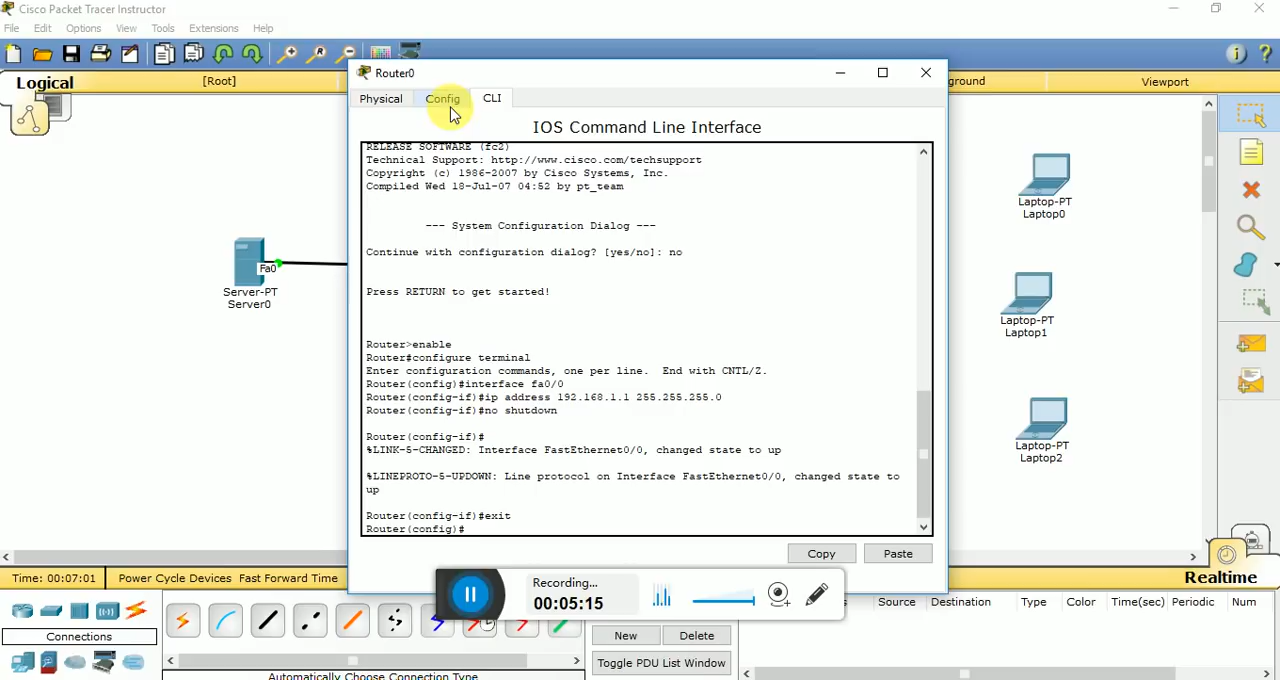 Cisco Packet Tracer Instructor
File Edit Options View Tools Extensions Help
Logical
[Root]
ground
Viewport
Router0
Physical Config CLI
IOS Command Line Interface
RELEASE SOFTWARE (fc2)
Technical Support: http://www.cisco.com/techsupport
Copyright (c) 1986-2007 by Cisco Systems, Inc.
Compiled Wed 18-Jul-07 04:52 by pt_team
--- System Configuration Dialog ---
Continue with configuration dialog? [yes/no]: no
Press RETURN to get started!
Router>enable
Router#configure terminal
Enter configuration commands, one per line.  End with CNTL/Z.
Router(config)#interface fa0/0
Router(config-if)#ip address 192.168.1.1 255.255.255.0
Router(config-if)#no shutdown
Router(config-if)#
%LINK-5-CHANGED: Interface FastEthernet0/0, changed state to up
%LINEPROTO-5-UPDOWN: Line protocol on Interface FastEthernet0/0, changed state to
up
Router(config-if)#exit
Router(config)#
Copy Paste
Fa0
Server-PT
Server0
Laptop-PT
Laptop0
Laptop-PT
Laptop1
Laptop-PT
Laptop2
Time: 00:07:01 Power Cycle Devices Fast Forward Time
Realtime
Recording...
00:05:15
Source Destination Type Color Time(sec) Periodic Num
Connections
New Delete
Toggle PDU List Window
Automatically Choose Connection Type